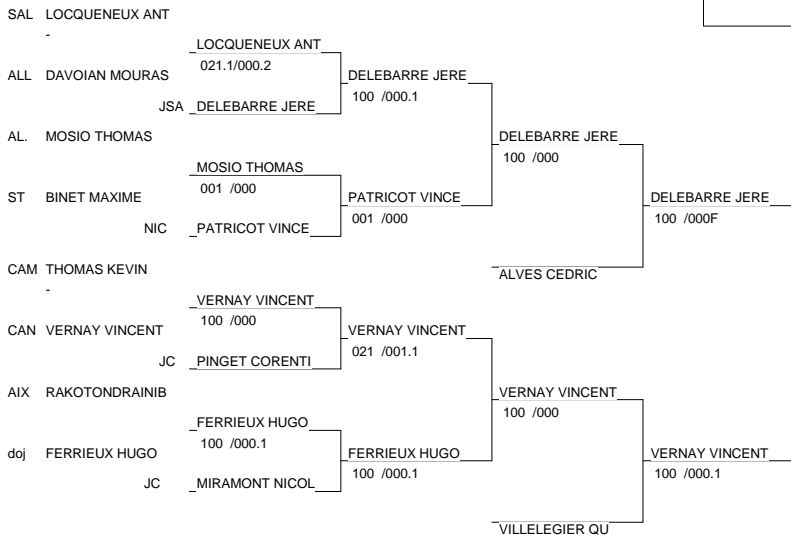 SAL LOCQUENEUX ANT
-
LOCQUENEUX ANT
021.1/000.2
ALL DAVOIAN MOURAS
DELEBARRE JERE
100 /000.1
JSA DELEBARRE JERE
AL. MOSIO THOMAS
DELEBARRE JERE
100 /000
MOSIO THOMAS
001 /000
ST BINET MAXIME
PATRICOT VINCE
001 /000
DELEBARRE JERE
100 /000F
NIC PATRICOT VINCE
CAM THOMAS KEVIN
-
ALVES CEDRIC
VERNAY VINCENT
100 /000
CAN VERNAY VINCENT
VERNAY VINCENT
021 /001.1
JC PINGET CORENTI
AIX RAKOTONDRAINIB
VERNAY VINCENT
100 /000
FERRIEUX HUGO
100 /000.1
doj FERRIEUX HUGO
FERRIEUX HUGO
100 /000.1
VERNAY VINCENT
100 /000.1
JC MIRAMONT NICOL
VILLELEGIER QU